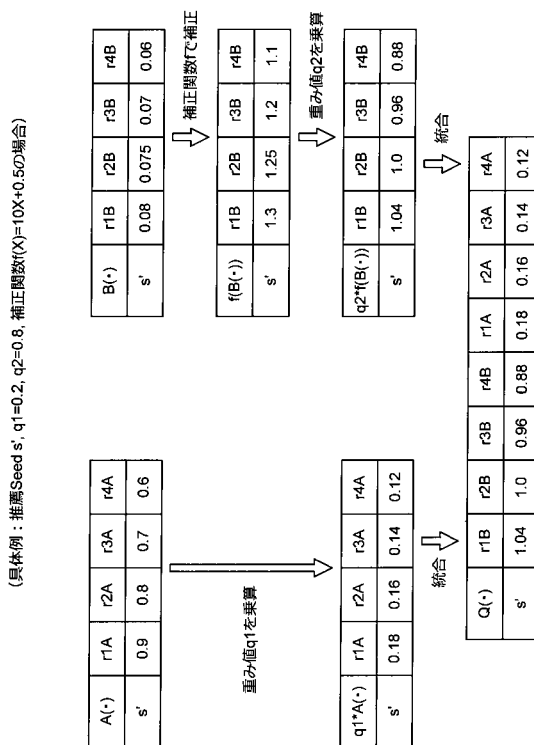 (具体例：推薦Seed s', q1=0.2, q2=0.8, 補正関数f(X)=10X+0.5の場合)
A(・) r1A r2A r3A r4A
s' 0.9 0.8 0.7 0.6
重み値q1を乗算
q1*A(・) r1A r2A r3A r4A
s' 0.18 0.16 0.14 0.12
統合
B(・) r1B r2B r3B r4B
s' 0.08 0.075 0.07 0.06
補正関数fで補正
f(B(・)) r1B r2B r3B r4B
s' 1.3 1.25 1.2 1.1
重み値q2を乗算
q2*f(B(・)) r1B r2B r3B r4B
s' 1.04 1.0 0.96 0.88
統合
Q(・) r1B r2B r3B r4B r1A r2A r3A r4A
s' 1.04 1.0 0.96 0.88 0.18 0.16 0.14 0.12